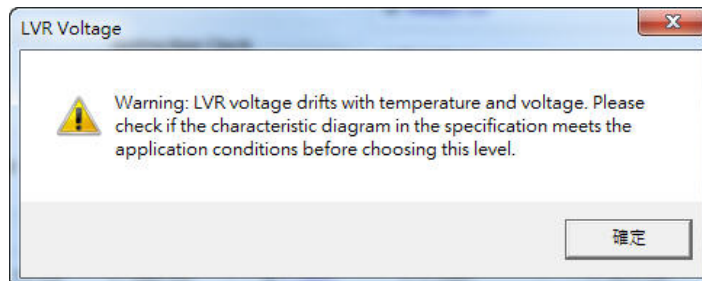 LVR Voltage
Warning: LVR voltage drifts with temperature and voltage. Please
check if the characteristic diagram in the specification meets the
application conditions before choosing this level.
確定